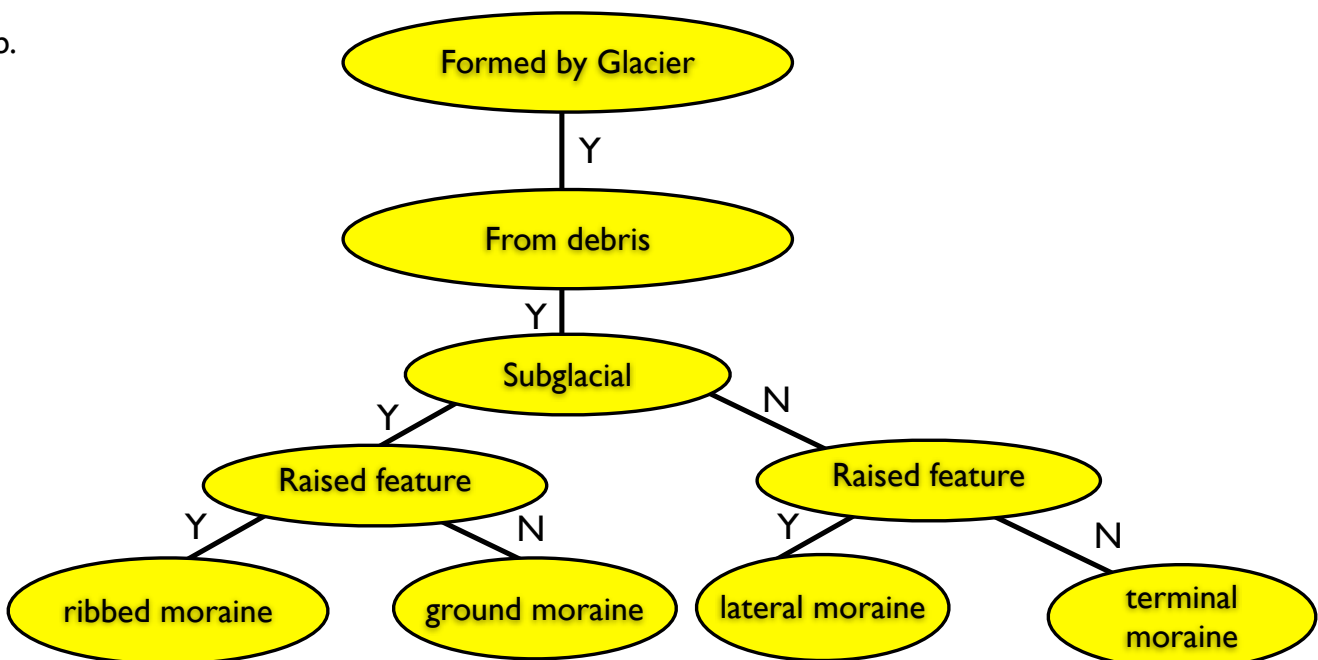 b.
Formed by Glacier
Y
From debris
Y
Subglacial
Y
N
Raised feature
Raised feature
Y
N
Y
N
ribbed moraine
ground moraine
lateral moraine
terminal
moraine